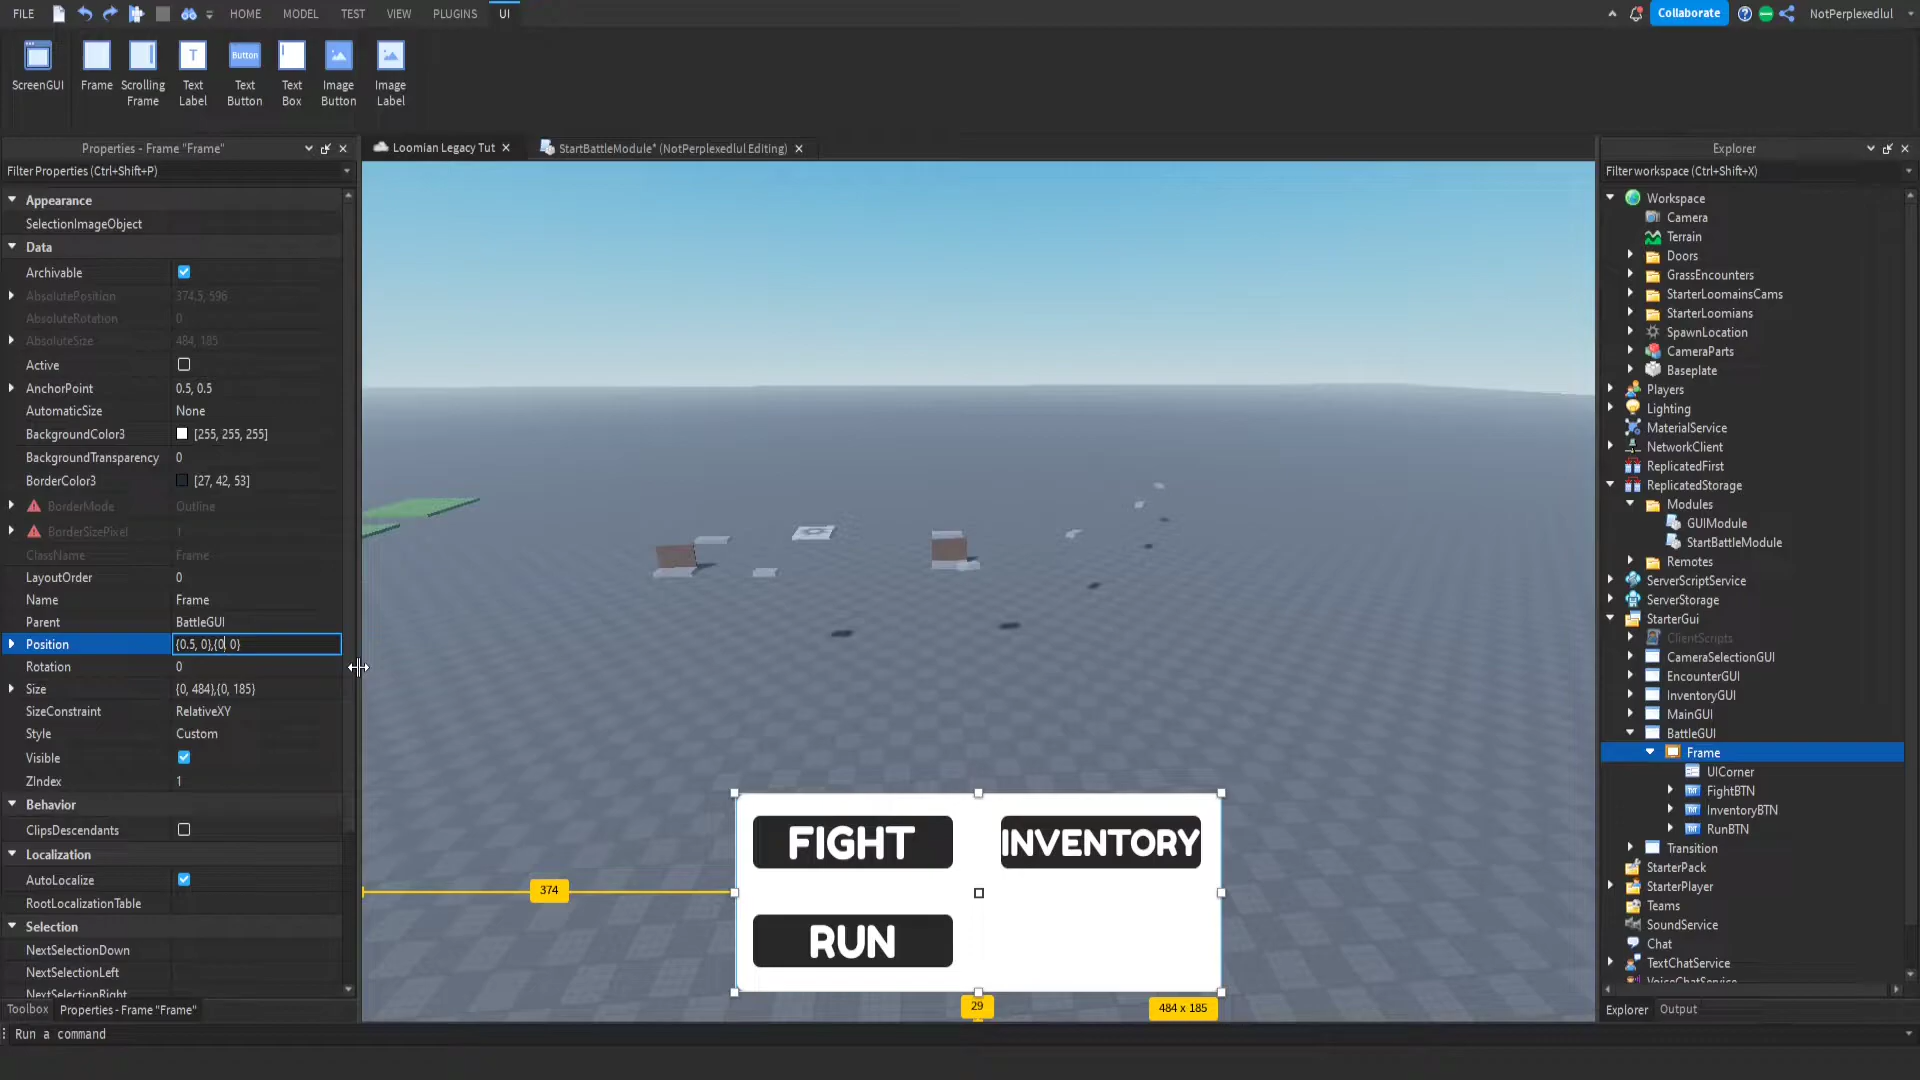 FILE HOME MODEL TEST VIEW PLUGINS UI Collaborate NotPerplexedlul
ScreenGUI Frame Scrolling Frame Text Label Text Button Button Text Box Image Button Image Label
Properties - Frame "Frame"
Filter Properties (Ctrl+Shift+P)
Appearance
SelectionImageObject
Data
Archivable
AbsolutePosition 374.5, 596
AbsoluteRotation 0
AbsoluteSize 484, 185
Active
AnchorPoint 0.5, 0.5
AutomaticSize None
BackgroundColor3 [255, 255, 255]
BackgroundTransparency 0
BorderColor3 [27, 42, 53]
BorderMode Outline
BorderSizePixel 1
ClassName Frame
LayoutOrder 0
Name Frame
Parent BattleGUI
Position {0.5, 0},{0, 0}
Rotation 0
Size {0, 484},{0, 185}
SizeConstraint RelativeXY
Style Custom
Visible
ZIndex 1
Behavior
ClipsDescendants
Localization
AutoLocalize
RootLocalizationTable
Selection
NextSelectionDown
NextSelectionLeft
NextSelectionRight
Toolbox Properties - Frame "Frame"
Run a command
Loomian Legacy Tut
StartBattleModule* (NotPerplexedlul Editing)
FIGHT INVENTORY
374
RUN
29 484 x 185
Explorer
Filter workspace (Ctrl+Shift+X)
Workspace
Camera
Terrain
Doors
GrassEncounters
StarterLoomainsCams
StarterLoomians
SpawnLocation
CameraParts
Baseplate
Players
Lighting
MaterialService
NetworkClient
ReplicatedFirst
ReplicatedStorage
Modules
GUIModule
StartBattleModule
Remotes
ServerScriptService
ServerStorage
StarterGui
ClientScripts
CameraSelectionGUI
EncounterGUI
InventoryGUI
MainGUI
BattleGUI
Frame
UICorner
FightBTN
InventoryBTN
RunBTN
Transition
StarterPack
StarterPlayer
Teams
SoundService
Chat
TextChatService
VoiceChatService
Explorer Output